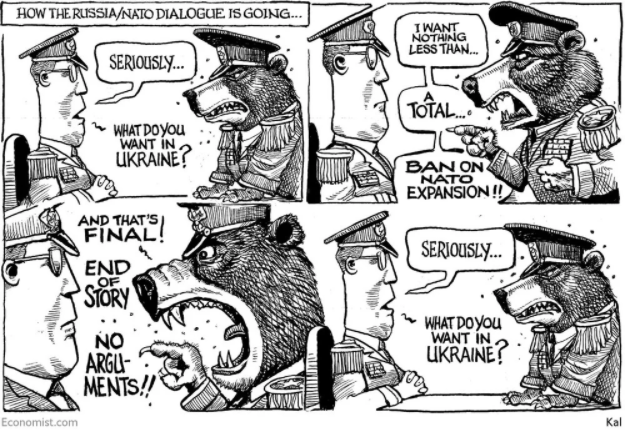 HOW THE RUSSIA/NATO DIALOGUE IS GOING...
SERIOUSLY...
WHAT DO YOU
WANT IN
UKRAINE?
I WANT
NOTHING
LESS THAN...
A
TOTAL...
BAN ON
NATO
EXPANSION!!
AND THAT'S
FINAL!
END
OF
STORY
NO
ARGU-
MENTS!!
SERIOUSLY...
WHAT DO YOU
WANT IN
UKRAINE?
Economist.com
Kal